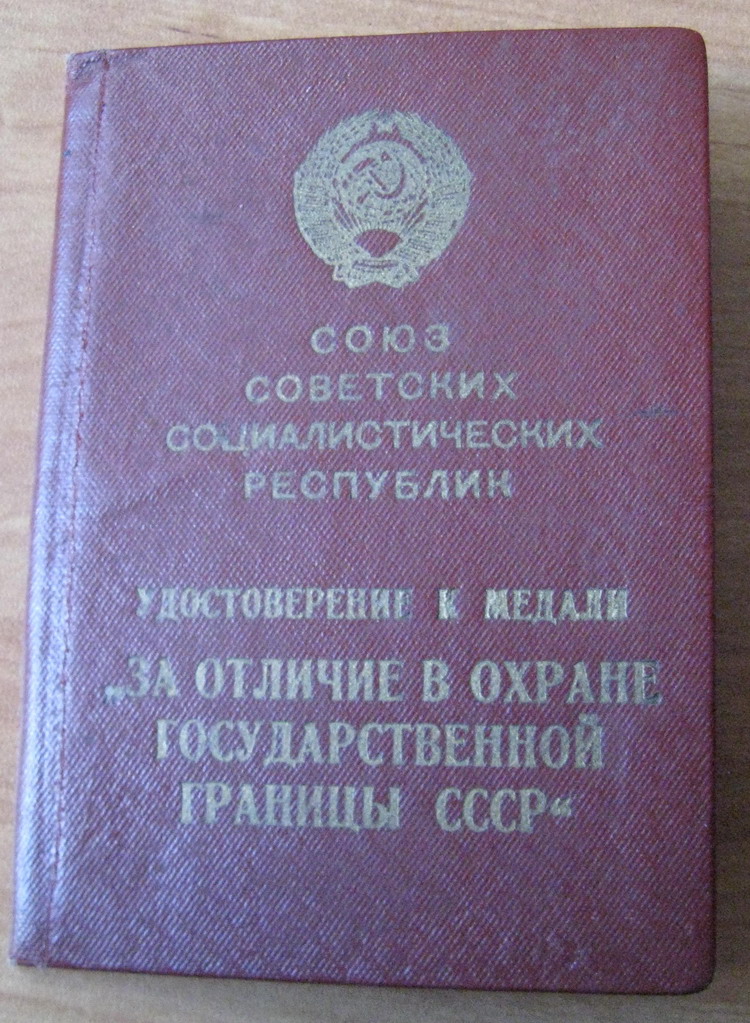 СОЮЗ
СОВЕТСКИХ
СОЦИАЛИСТИЧЕСКИХ
РЕСПУБЛИК
УДОСТОВЕРЕНИЕ К МЕДАЛИ
„ЗА ОТЛИЧИЕ В ОХРАНЕ
ГОСУДАРСТВЕННОЙ
ГРАНИЦЫ СССР“